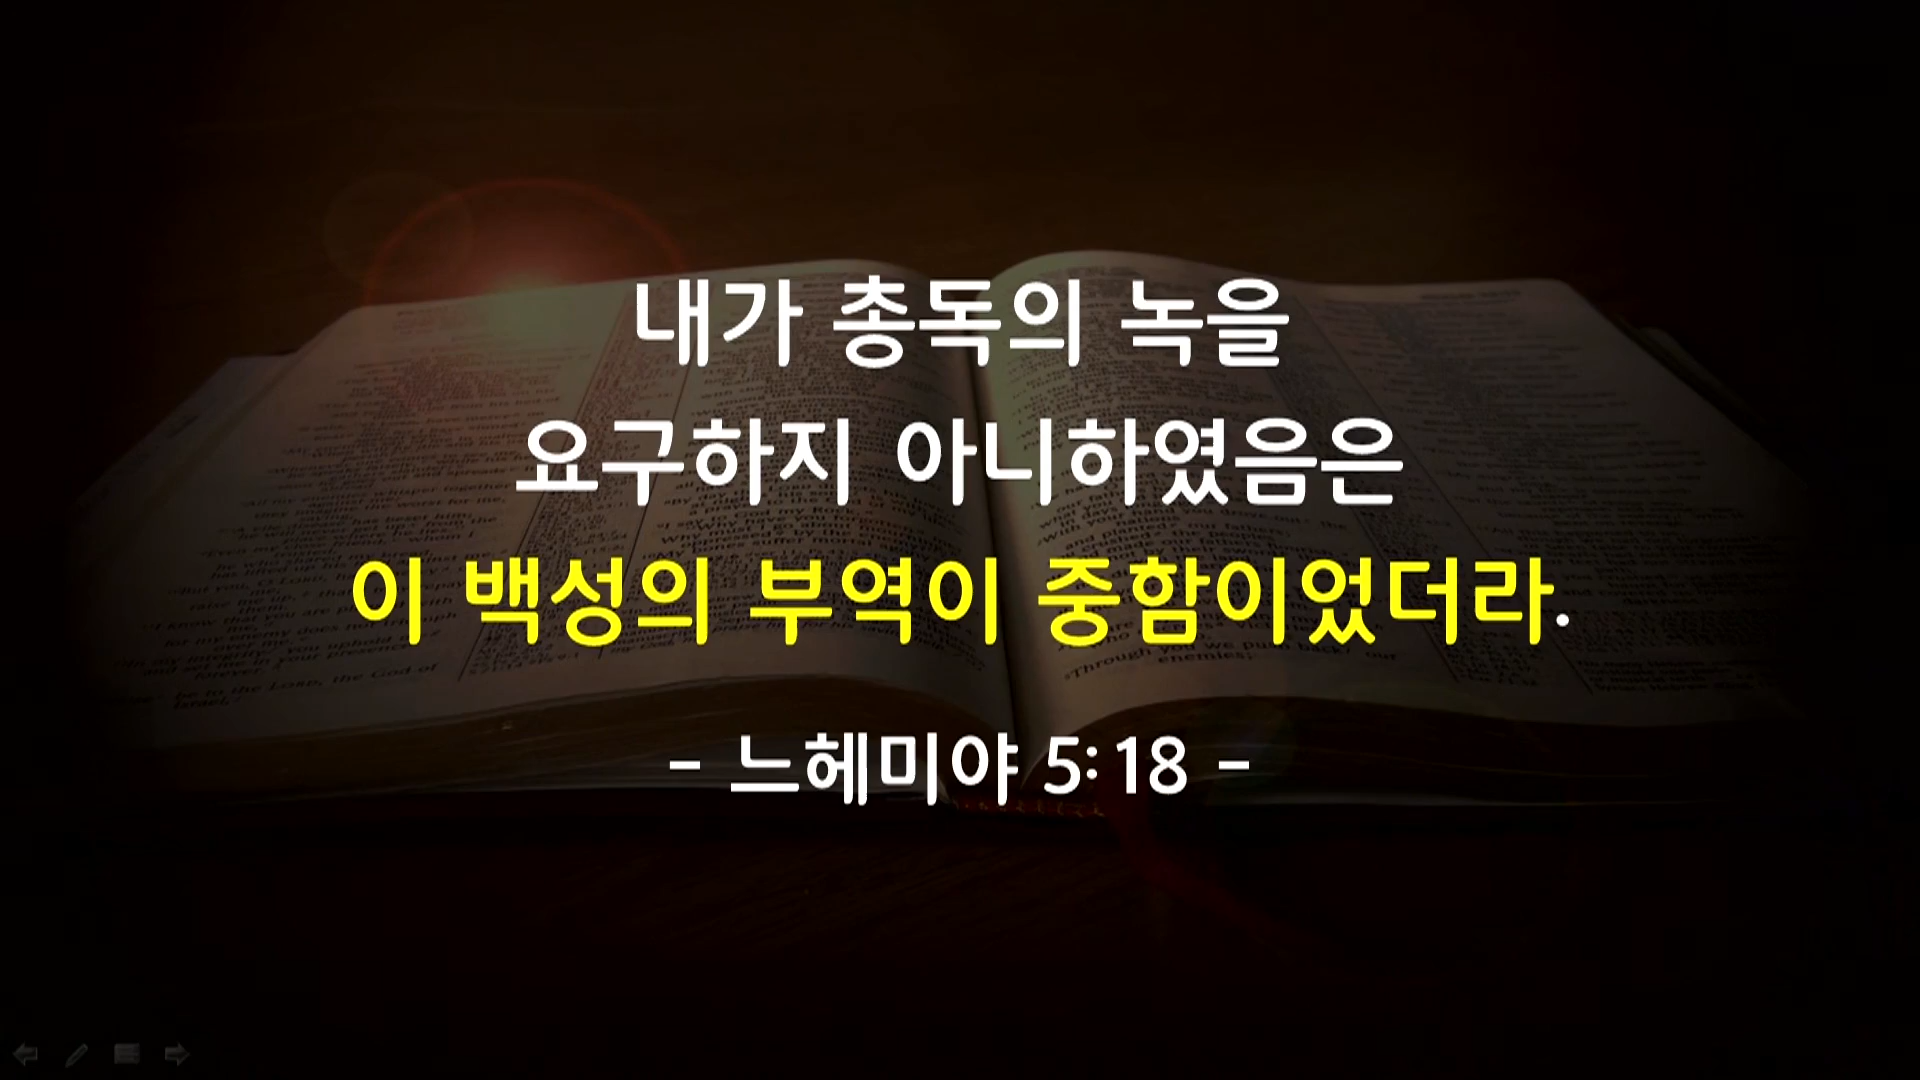 내가 총독의 녹을
요구하지 아니하였음은
이 백성의 부역이 중함이었더라.
- 느헤미야 5:18 -